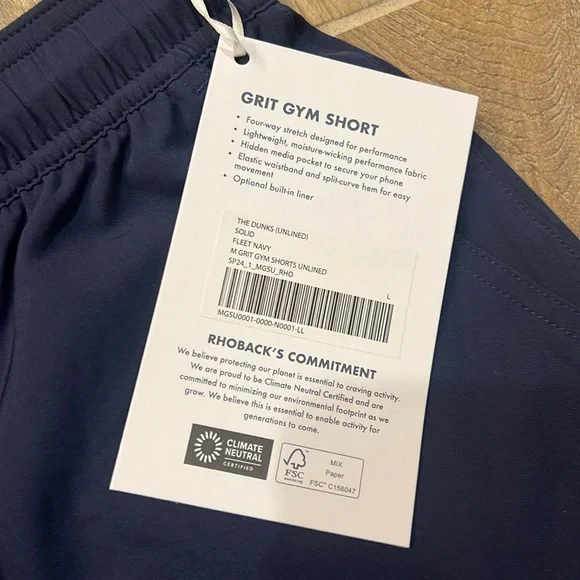 GRIT GYM SHORT
• Four-way stretch designed for performance
• Lightweight, moisture-wicking performance fabric
• Hidden media pocket to secure your phone
• Elastic waistband and split-curve hem for easy
movement
• Optional built-in liner
THE DUNKS (UNLINED)
SOLID
FLEET NAVY
M GRIT GYM SHORTS UNLINED
SP24_1_MGSU_RHO
L
MGSU0001-0000-N0001-LL
RHOBACK'S COMMITMENT
We believe protecting our planet is essential to craving activity.
We are proud to be Climate Neutral Certified and are
committed to minimizing our environmental footprint as we
grow. We believe this is essential to enable activity for
generations to come.
CLIMATE
NEUTRAL
CERTIFIED
FSC
www.fsc.org
MIX
Paper
FSC™ C156047